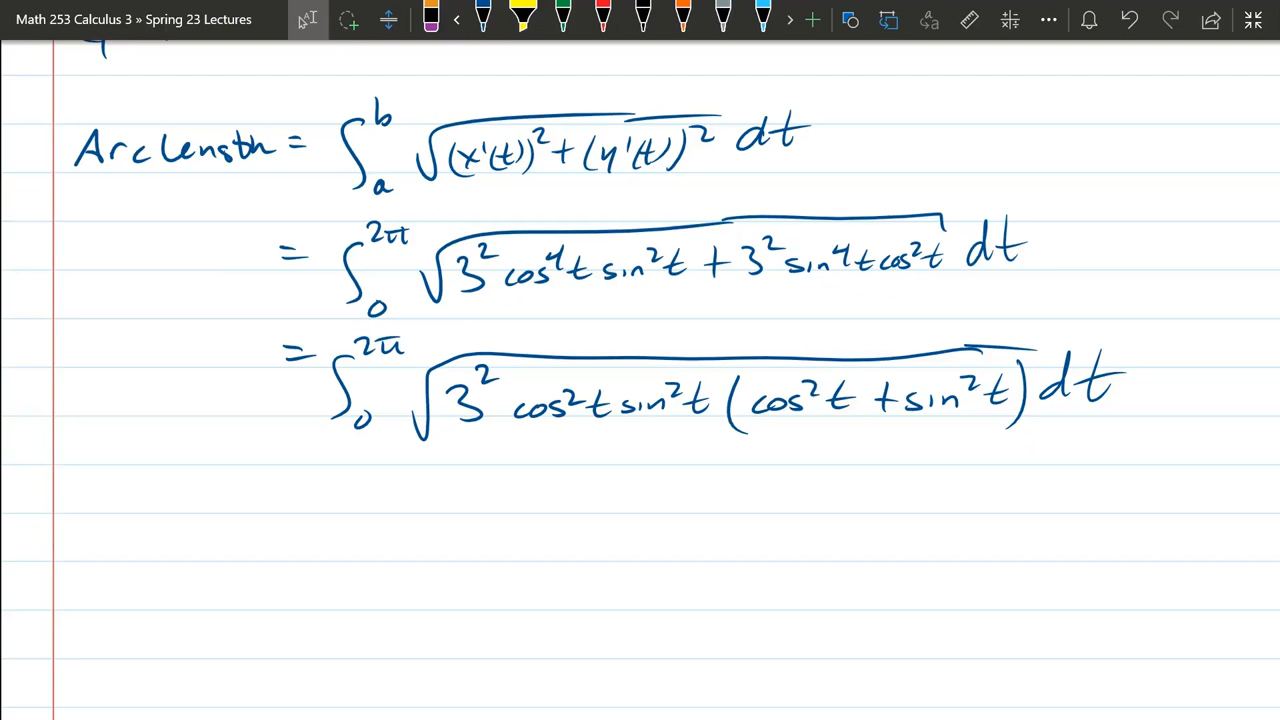 Math 253 Calculus 3 » Spring 23 Lectures
Arc length = ∫_a^b √((x'(t))² + (y'(t))²) dt
= ∫_0^{2π} √(3² cos⁴t sin²t + 3² sin⁴t cos²t) dt
= ∫_0^{2π} √(3² cos²t sin²t (cos²t + sin²t)) dt